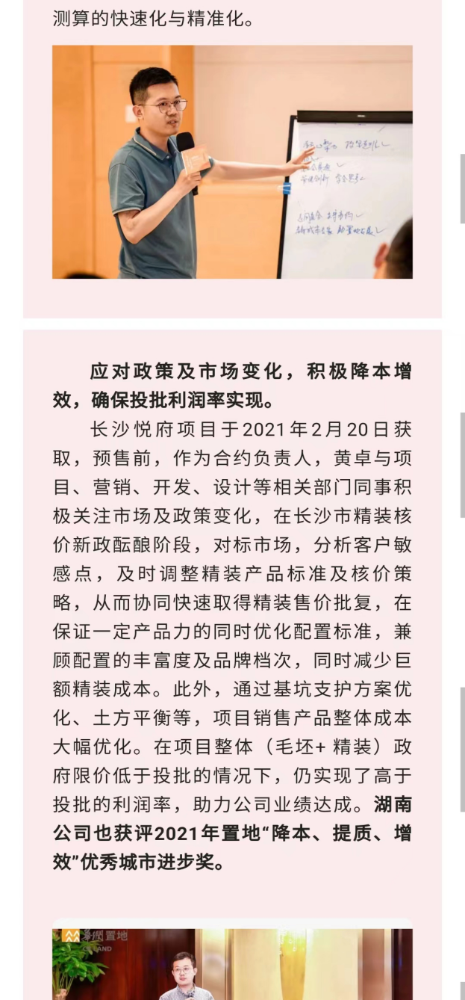 测算的快速化与精准化。
应对政策及市场变化，积极降本增
效，确保投批利润率实现。
长沙悦府项目于2021年2月20日获
取，预售前，作为合约负责人，黄卓与项
目、营销、开发、设计等相关部门同事积
极关注市场及政策变化，在长沙市精装核
价新政酝酿阶段，对标市场，分析客户敏
感点，及时调整精装产品标准及核价策
略，从而协同快速取得精装售价批复，在
保证一定产品力的同时优化配置标准，兼
顾配置的丰富度及品牌档次，同时减少巨
额精装成本。此外，通过基坑支护方案优
化、土方平衡等，项目销售产品整体成本
大幅优化。在项目整体（毛坯+ 精装）政
府限价低于投批的情况下，仍实现了高于
投批的利润率，助力公司业绩达成。湖南
公司也获评2021年置地“降本、提质、增
效”优秀城市进步奖。
置地
LAND